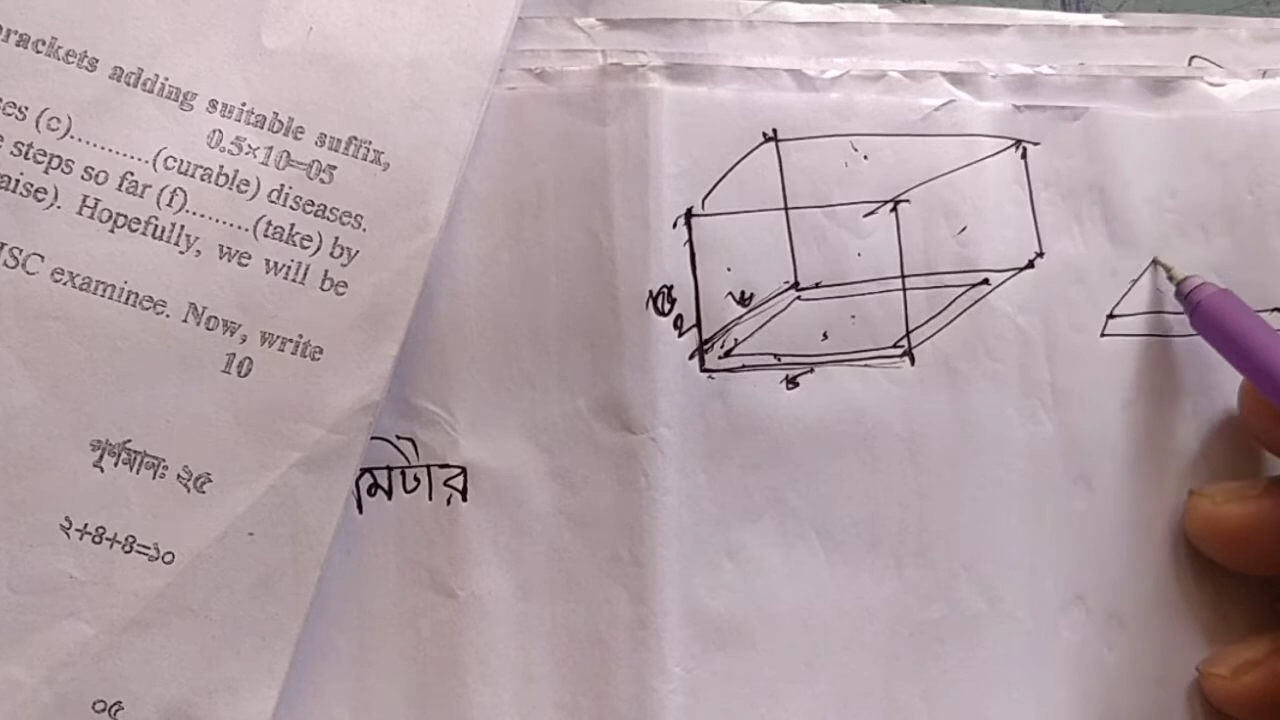 rackets adding suitable suffix,
0.5×10=05
es (c)...........(curable) diseases.
steps so far (f).........(take) by
aise). Hopefully, we will be
HSC examinee. Now, write
10
পূর্ণমান: ২৫
২+৪+৪=১০
০৫
মিটার